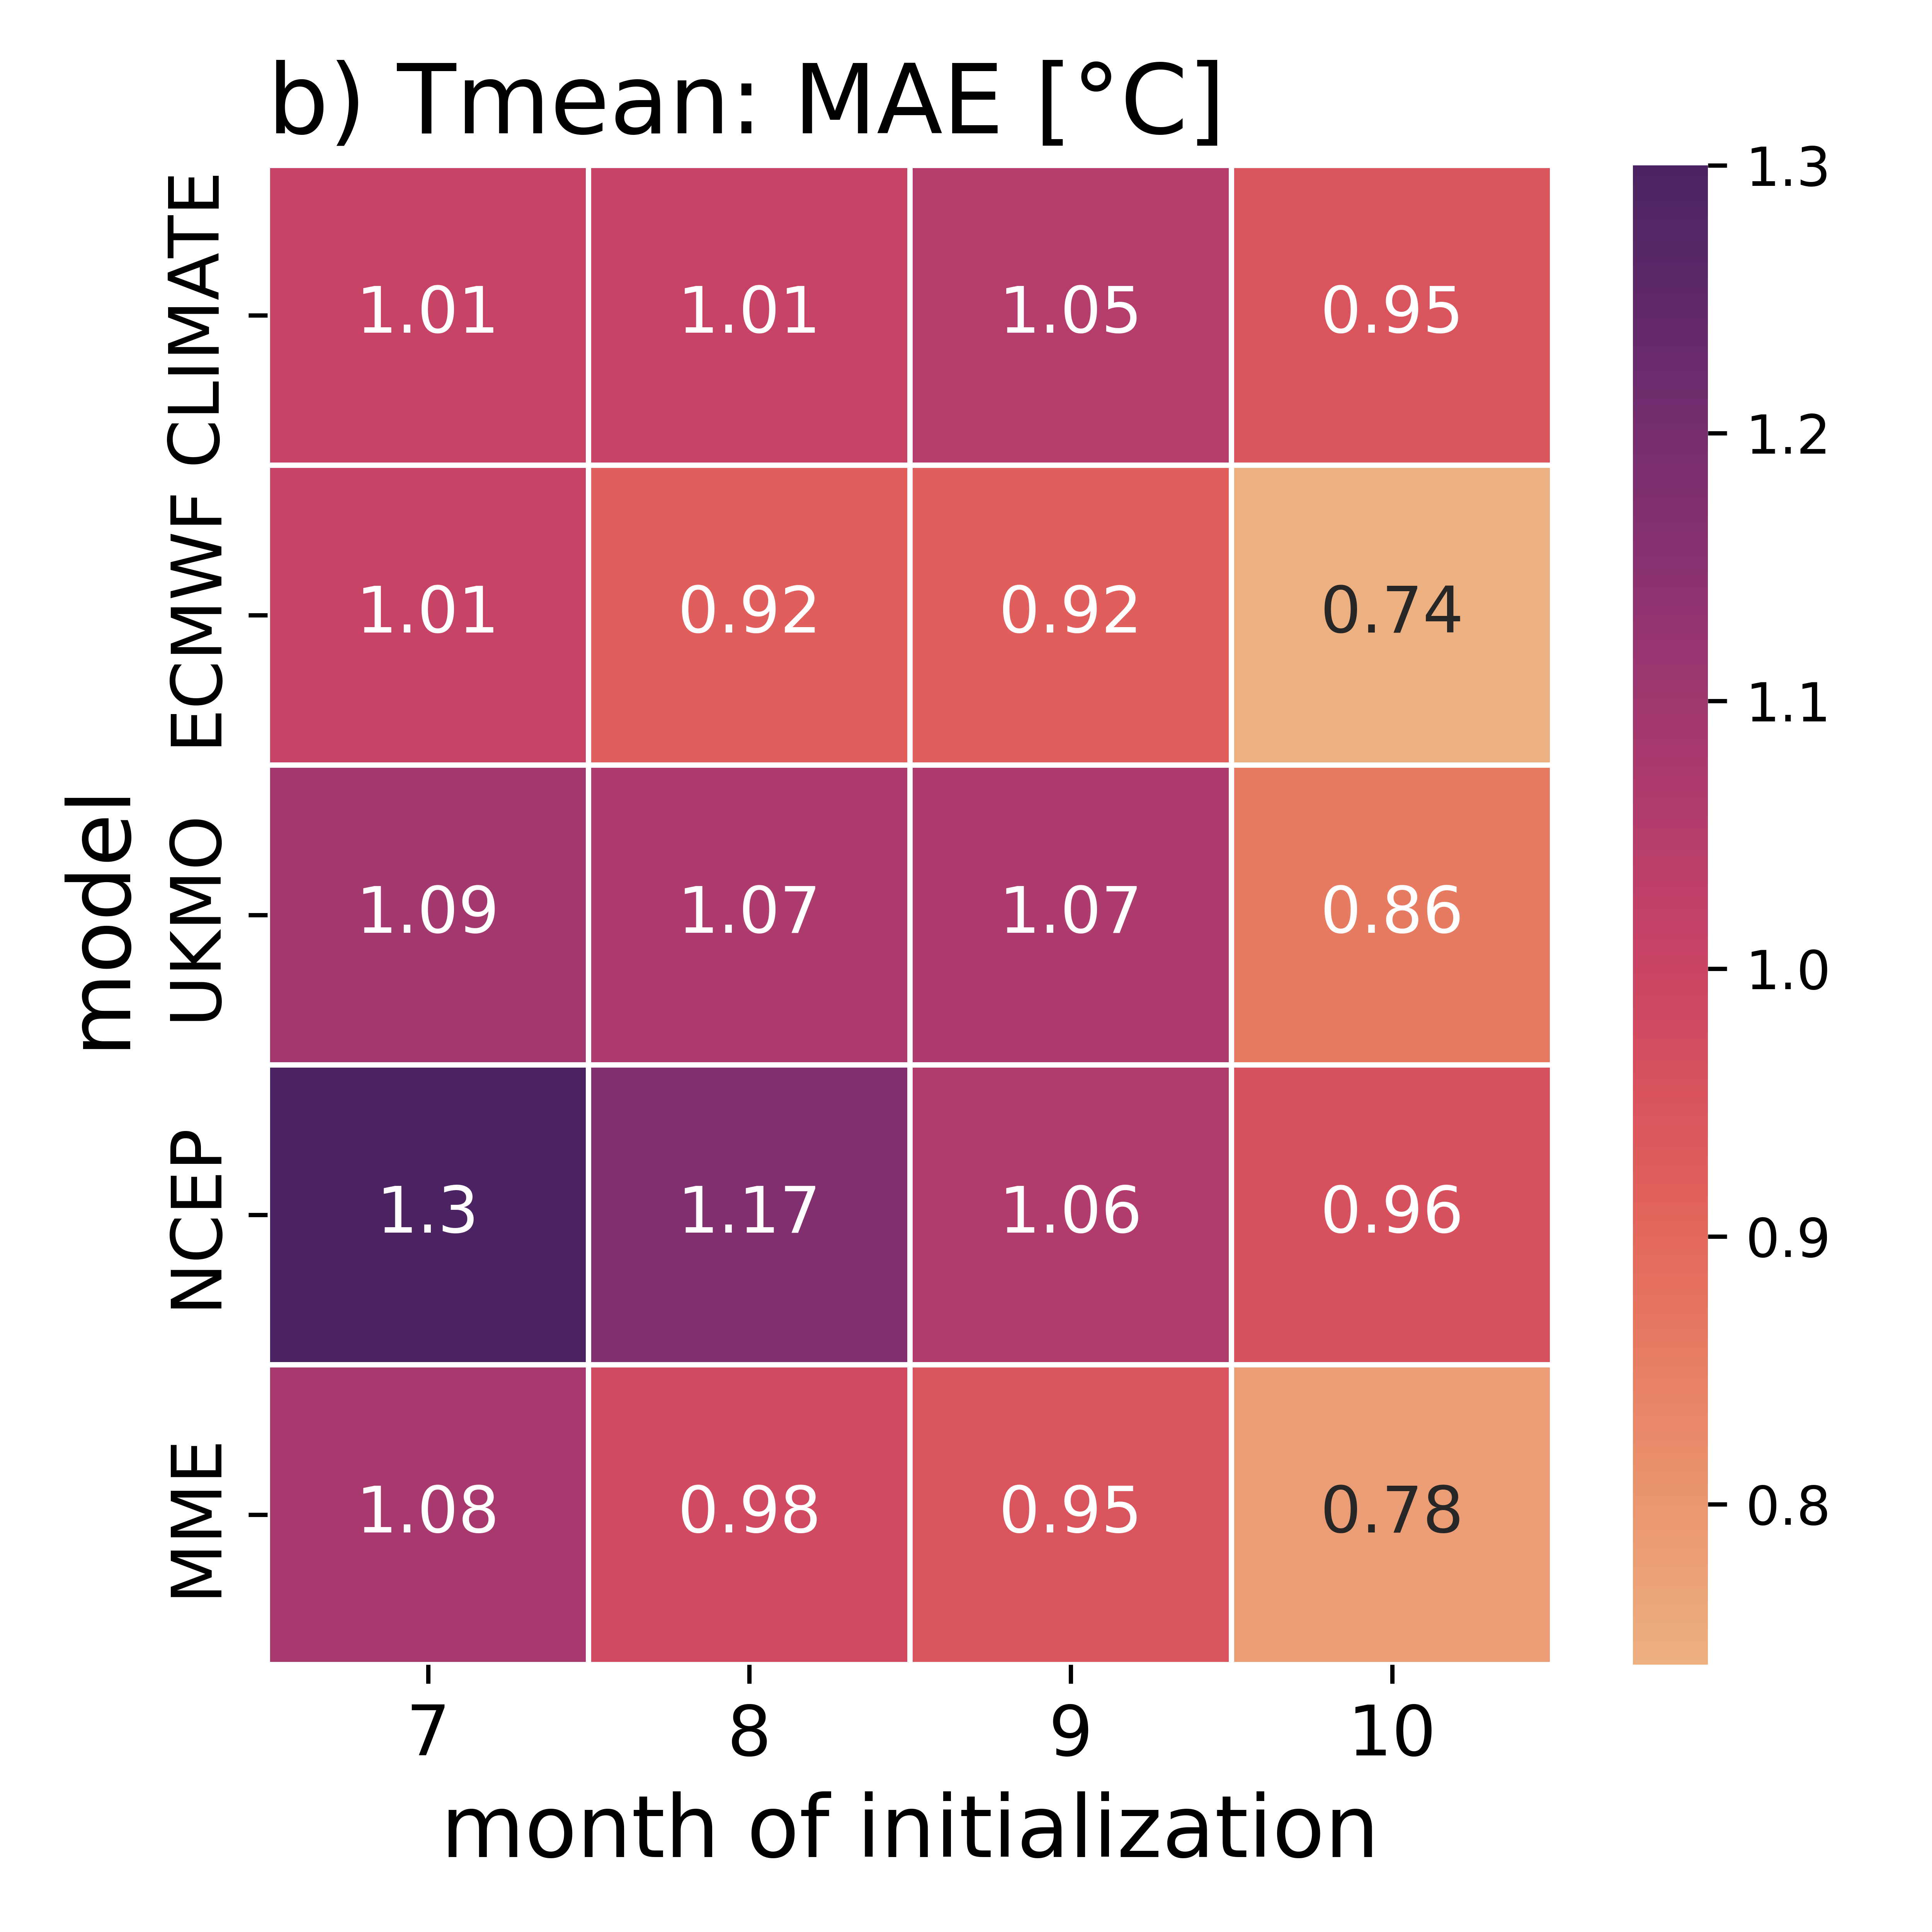 b) Tmean: MAE [°C]
model
CLIMATE
1.01 1.01 1.05 0.95
ECMWF
1.01 0.92 0.92 0.74
UKMO
1.09 1.07 1.07 0.86
NCEP
1.3 1.17 1.06 0.96
MME
1.08 0.98 0.95 0.78
7 8 9 10
month of initialization
1.3
1.2
1.1
1.0
0.9
0.8